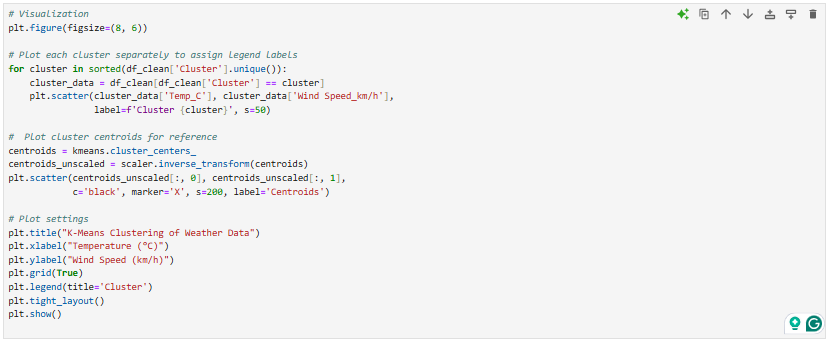 # Visualization
plt.figure(figsize=(8, 6))
# Plot each cluster separately to assign legend labels
for cluster in sorted(df_clean['Cluster'].unique()):
    cluster_data = df_clean[df_clean['Cluster'] == cluster]
    plt.scatter(cluster_data['Temp_C'], cluster_data['Wind Speed_km/h'],
                label=f'Cluster {cluster}', s=50)
#  Plot cluster centroids for reference
centroids = kmeans.cluster_centers_
centroids_unscaled = scaler.inverse_transform(centroids)
plt.scatter(centroids_unscaled[:, 0], centroids_unscaled[:, 1],
            c='black', marker='X', s=200, label='Centroids')
# Plot settings
plt.title("K-Means Clustering of Weather Data")
plt.xlabel("Temperature (°C)")
plt.ylabel("Wind Speed (km/h)")
plt.grid(True)
plt.legend(title='Cluster')
plt.tight_layout()
plt.show()